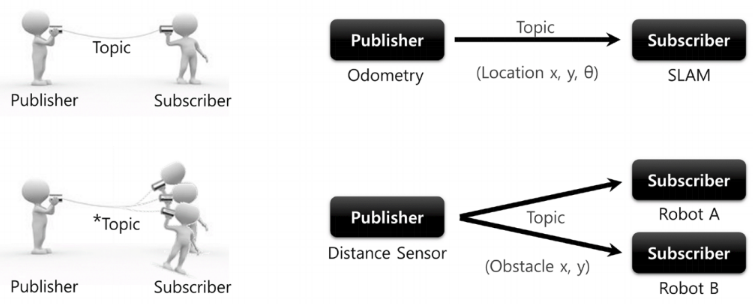 Topic
Publisher
Subscriber
Publisher
Topic
Subscriber
Odometry
(Location x, y, θ)
SLAM
*Topic
Publisher
Subscriber
Publisher
Distance Sensor
Topic
(Obstacle x, y)
Subscriber
Robot A
Subscriber
Robot B